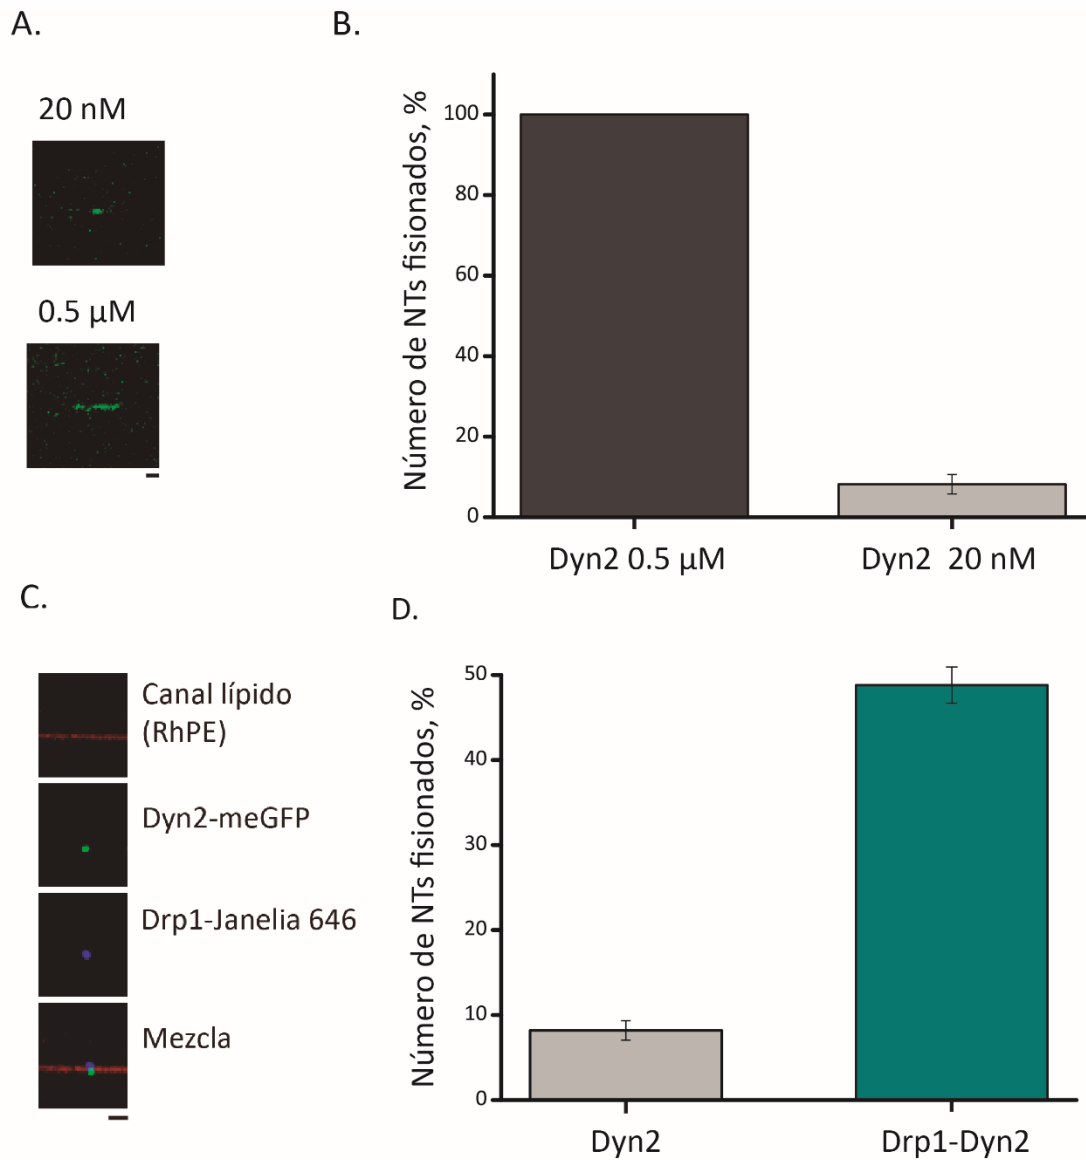 A.
20 nM
0.5 µM
B.
Número de NTs fisionados, %
100
80
60
40
20
0
Dyn2 0.5 µM
Dyn2 20 nM
C.
Canal lípido
(RhPE)
Dyn2-meGFP
Drp1-Janelia 646
Mezcla
D.
Número de NTs fisionados, %
50
40
30
20
10
0
Dyn2
Drp1-Dyn2